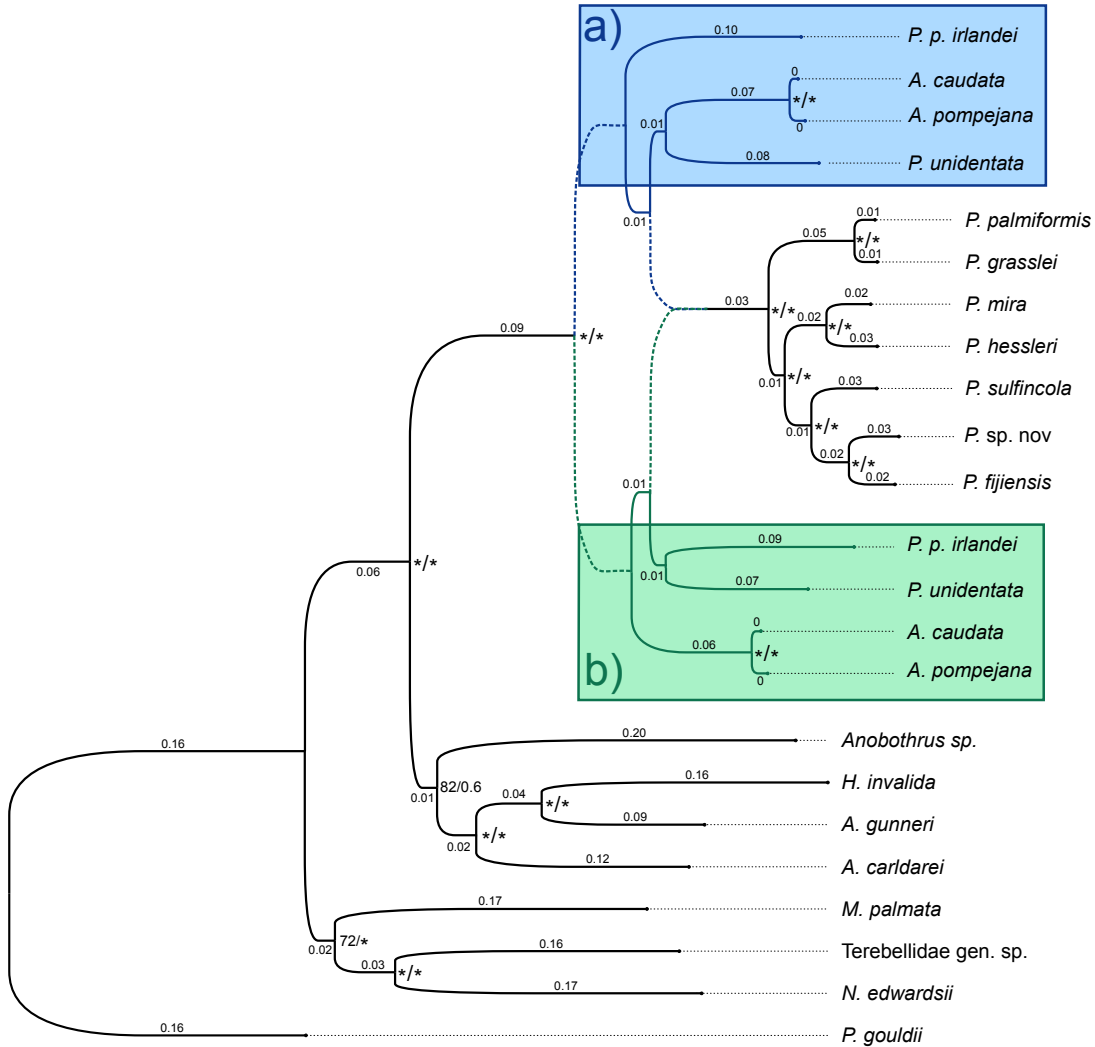 a)
0.10
P. p. irlandei
0
A. caudata
0.07
*/*
A. pompejana
0
0.01
0.08
P. unidentata
0.01
0.01
P. palmiformis
0.05
*/*
0.01
P. grasslei
0.03
*/*
0.02
P. mira
0.02
*/*
0.03
P. hessleri
0.09
*/*
0.01
*/*
0.03
P. sulfincola
0.01
*/*
0.03
P. sp. nov
0.02
*/*
0.02
P. fijiensis
0.01
0.09
P. p. irlandei
0.01
0.07
P. unidentata
0
A. caudata
0.06
*/*
b)
0
A. pompejana
0.06
*/*
0.20
Anobothrus sp.
0.16
0.01
82/0.6
0.16
H. invalida
0.04
*/*
0.09
A. gunneri
0.02
*/*
0.12
A. carldarei
0.17
M. palmata
0.02
72/*
0.16
Terebellidae gen. sp.
0.03
*/*
0.17
N. edwardsii
0.16
P. gouldii